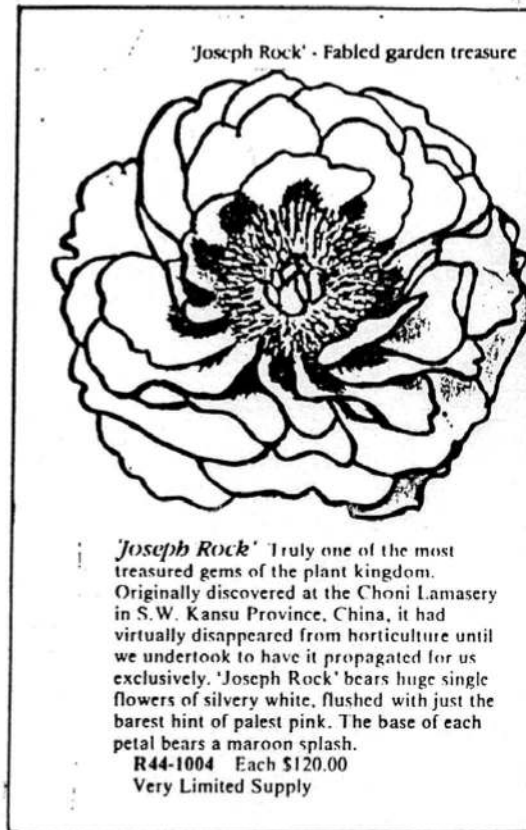 'Joseph Rock' - Fabled garden treasure
'Joseph Rock' Truly one of the most
treasured gems of the plant kingdom.
Originally discovered at the Choni Lamasery
in S.W. Kansu Province, China, it had
virtually disappeared from horticulture until
we undertook to have it propagated for us
exclusively. 'Joseph Rock' bears huge single
flowers of silvery white, flushed with just the
barest hint of palest pink. The base of each
petal bears a maroon splash.
R44-1004 Each $120.00
Very Limited Supply